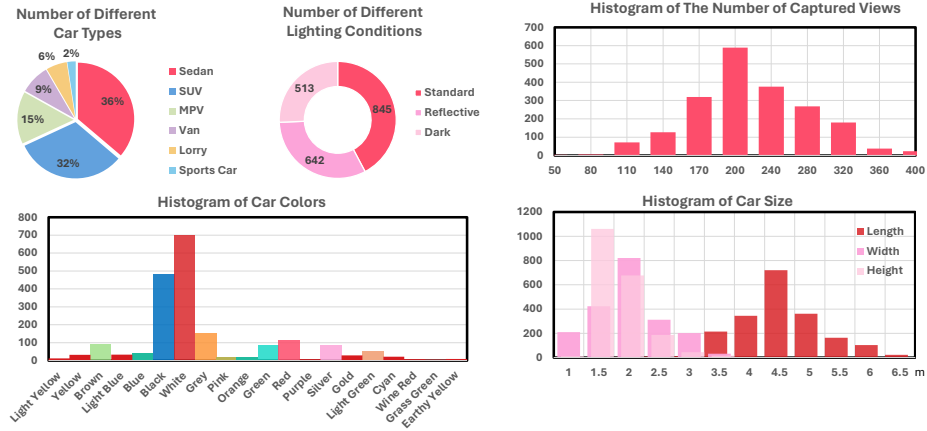 Number of Different
Car Types
6%
2%
9%
36%
15%
32%
Sedan
SUV
MPV
Van
Lorry
Sports Car
Number of Different
Lighting Conditions
513
845
642
Standard
Reflective
Dark
Histogram of The Number of Captured Views
700
600
500
400
300
200
100
0
50 80 110 140 170 200 240 280 320 360 400
Histogram of Car Colors
800
700
600
500
400
300
200
100
0
Light Yellow
Yellow
Brown
Light Blue
Blue
Black
White
Grey
Pink
Orange
Green
Red
Purple
Silver
Gold
Light Green
Cyan
Wine Red
Grass Green
Earthy Yellow
Histogram of Car Size
1200
1000
800
600
400
200
0
Length
Width
Height
1 1.5 2 2.5 3 3.5 4 4.5 5 5.5 6 6.5 m